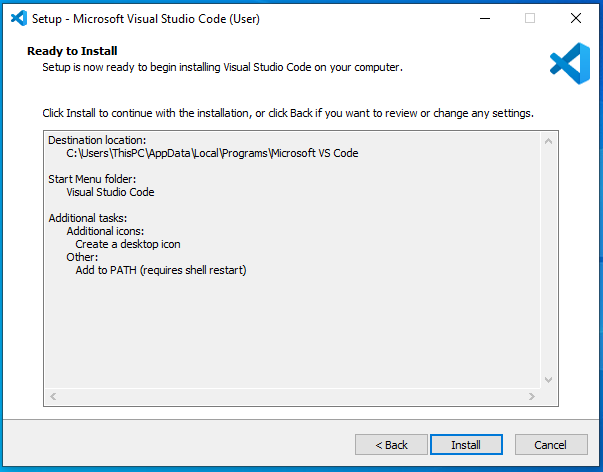 Setup - Microsoft Visual Studio Code (User)
Ready to Install
Setup is now ready to begin installing Visual Studio Code on your computer.
Click Install to continue with the installation, or click Back if you want to review or change any settings.
Destination location:
C:\Users\ThisPC\AppData\Local\Programs\Microsoft VS Code
Start Menu folder:
Visual Studio Code
Additional tasks:
Additional icons:
Create a desktop icon
Other:
Add to PATH (requires shell restart)
< Back
Install
Cancel